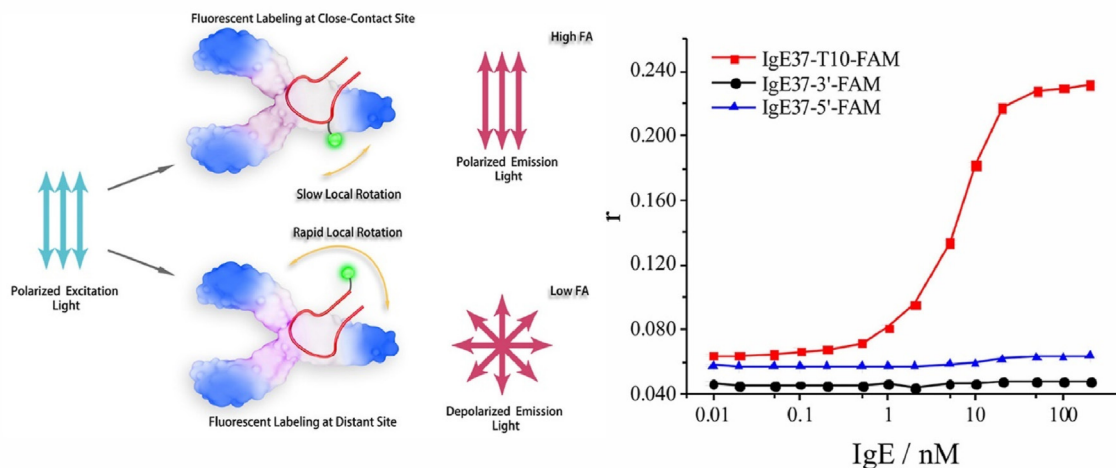 Fluorescent Labeling at Close-Contact Site
High FA
Polarized Emission
Light
Slow Local Rotation
Rapid Local Rotation
Polarized Excitation
Light
Low FA
Depolarized Emission
Light
Fluorescent Labeling at Distant Site
IgE37-T10-FAM
IgE37-3'-FAM
IgE37-5'-FAM
0.240
0.200
0.160
0.120
0.080
0.040
r
0.01
0.1
1
10
100
IgE / nM